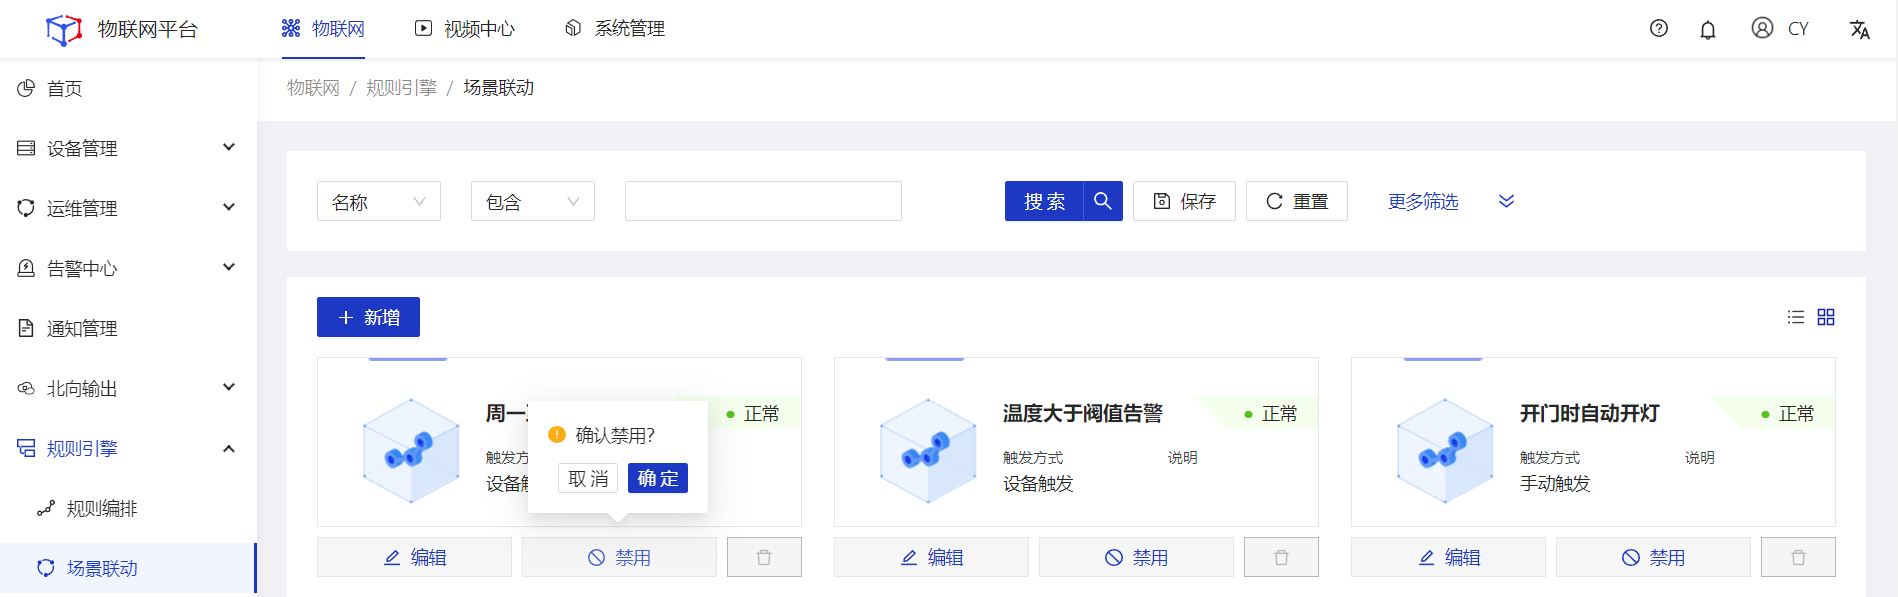 物联网平台
物联网
视频中心
系统管理
CY
首页
设备管理
运维管理
告警中心
通知管理
北向输出
规则引擎
规则编排
场景联动
物联网 / 规则引擎 / 场景联动
名称
包含
搜 索
保存
重置
更多筛选
新增
周一
正常
触发方
设备触
确认禁用?
取 消
确 定
编辑
禁用
温度大于阀值告警
正常
触发方式
说明
设备触发
编辑
禁用
开门时自动开灯
正常
触发方式
说明
手动触发
编辑
禁用